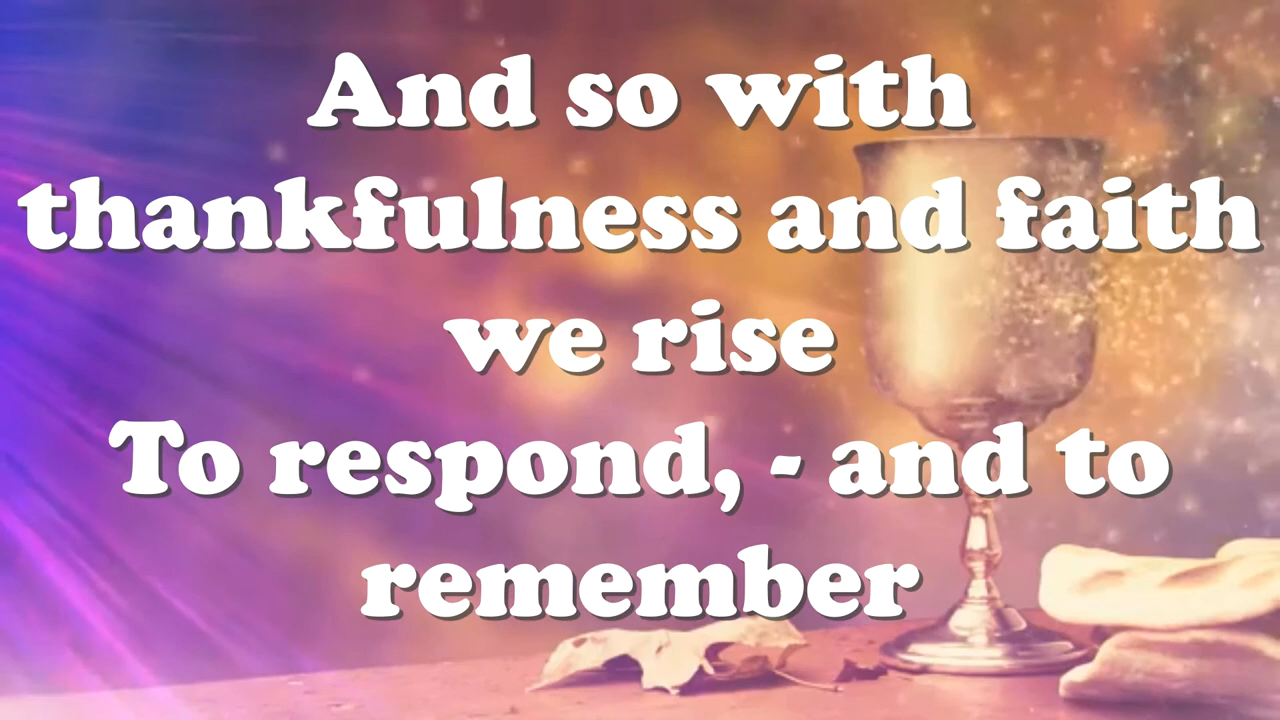 And so with
thankfulness and faith
we rise
To respond, - and to
remember